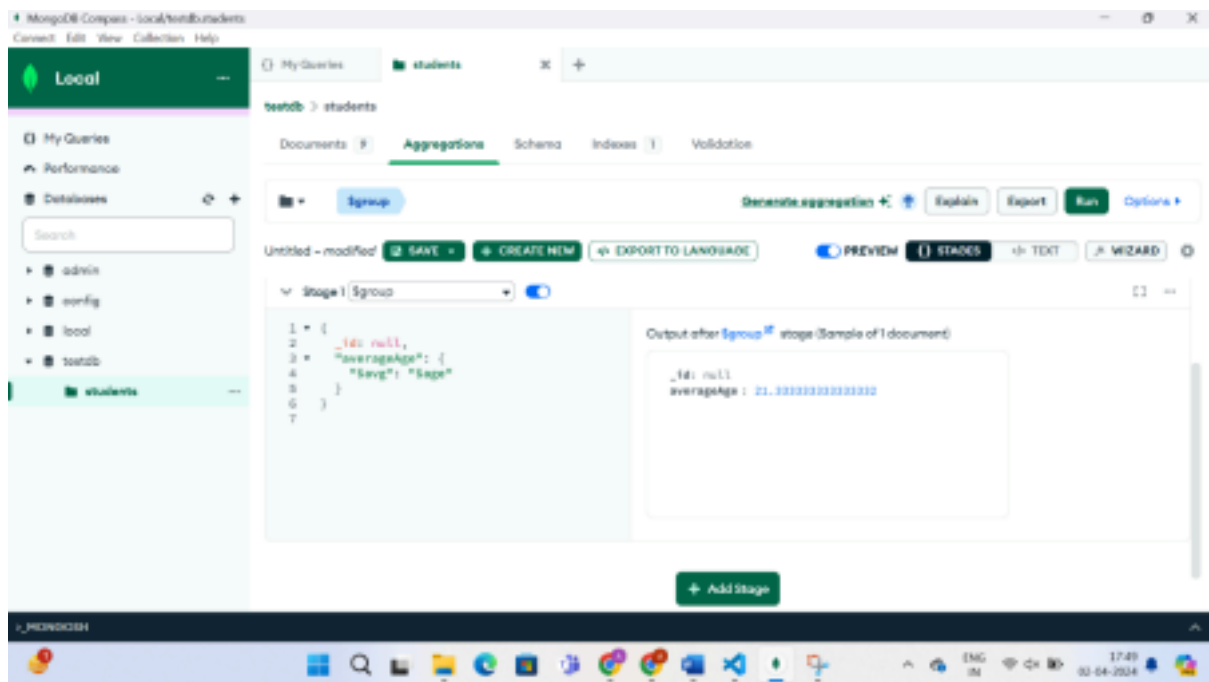 MongoDB Compass - Local/testdb.students
Connect Edit View Collection Help
Local
My Queries
Performance
Databases
Search
admin
config
local
testdb
students
{} My Queries
students
testdb > students
Documents 9 Aggregations Schema Indexes 1 Validation
$group
Generate aggregation Explain Export Run Options
Untitled - modified SAVE + CREATE NEW EXPORT TO LANGUAGE PREVIEW {} STAGES </> TEXT WIZARD
Stage 1 $group
1 {
2 _id: null,
3 "averageAge": {
4 "$avg": "$age"
5 }
6 }
7
Output after $group stage (Sample of 1 document)
_id: null
averageAge : 21.333333333333332
+ Add Stage
>_MONGOSH
ENG
IN
17:49
02-04-2024